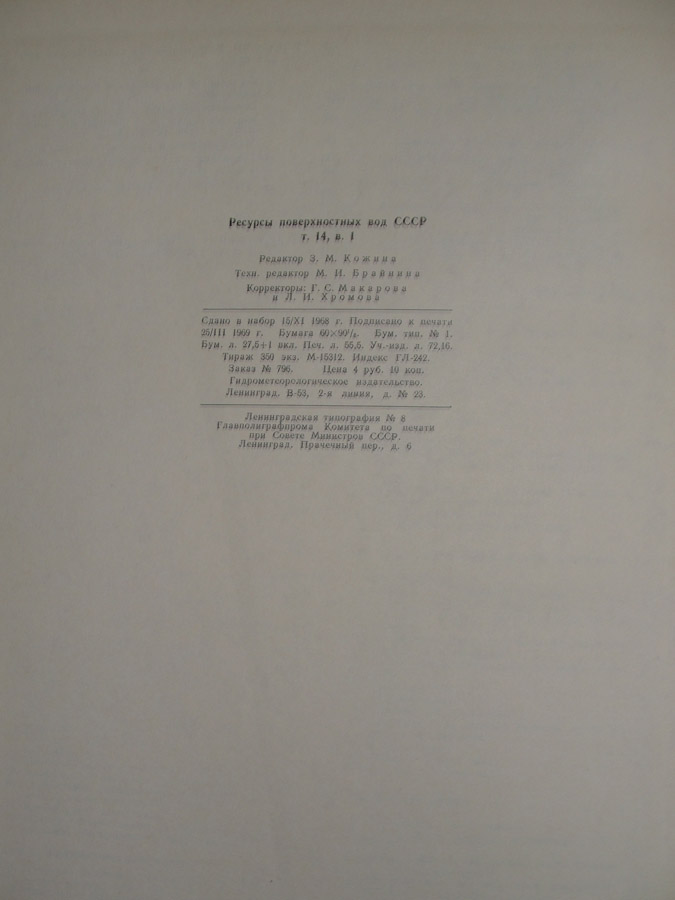 Ресурсы поверхностных вод СССР
т. 14, в. 1
Редактор З. М. Кожина
Техн. редактор М. И. Брайнина
Корректоры: Г. С. Макарова
и Л. И. Хромова
Сдано в набор 15/XI 1968 г. Подписано к печати
25/III 1969 г. Бумага 60×90¹/₈. Бум. тип. № 1.
Бум. л. 27,5+1 вкл. Печ. л. 55,5. Уч.-изд. л. 72,16.
Тираж 350 экз. М-15312. Индекс ГЛ-242.
Заказ № 796. Цена 4 руб. 10 коп.
Гидрометеорологическое издательство.
Ленинград, В-53, 2-я линия, д. № 23.
Ленинградская типография № 8
Главполиграфпрома Комитета по печати
при Совете Министров СССР.
Ленинград, Прачечный пер., д. 6